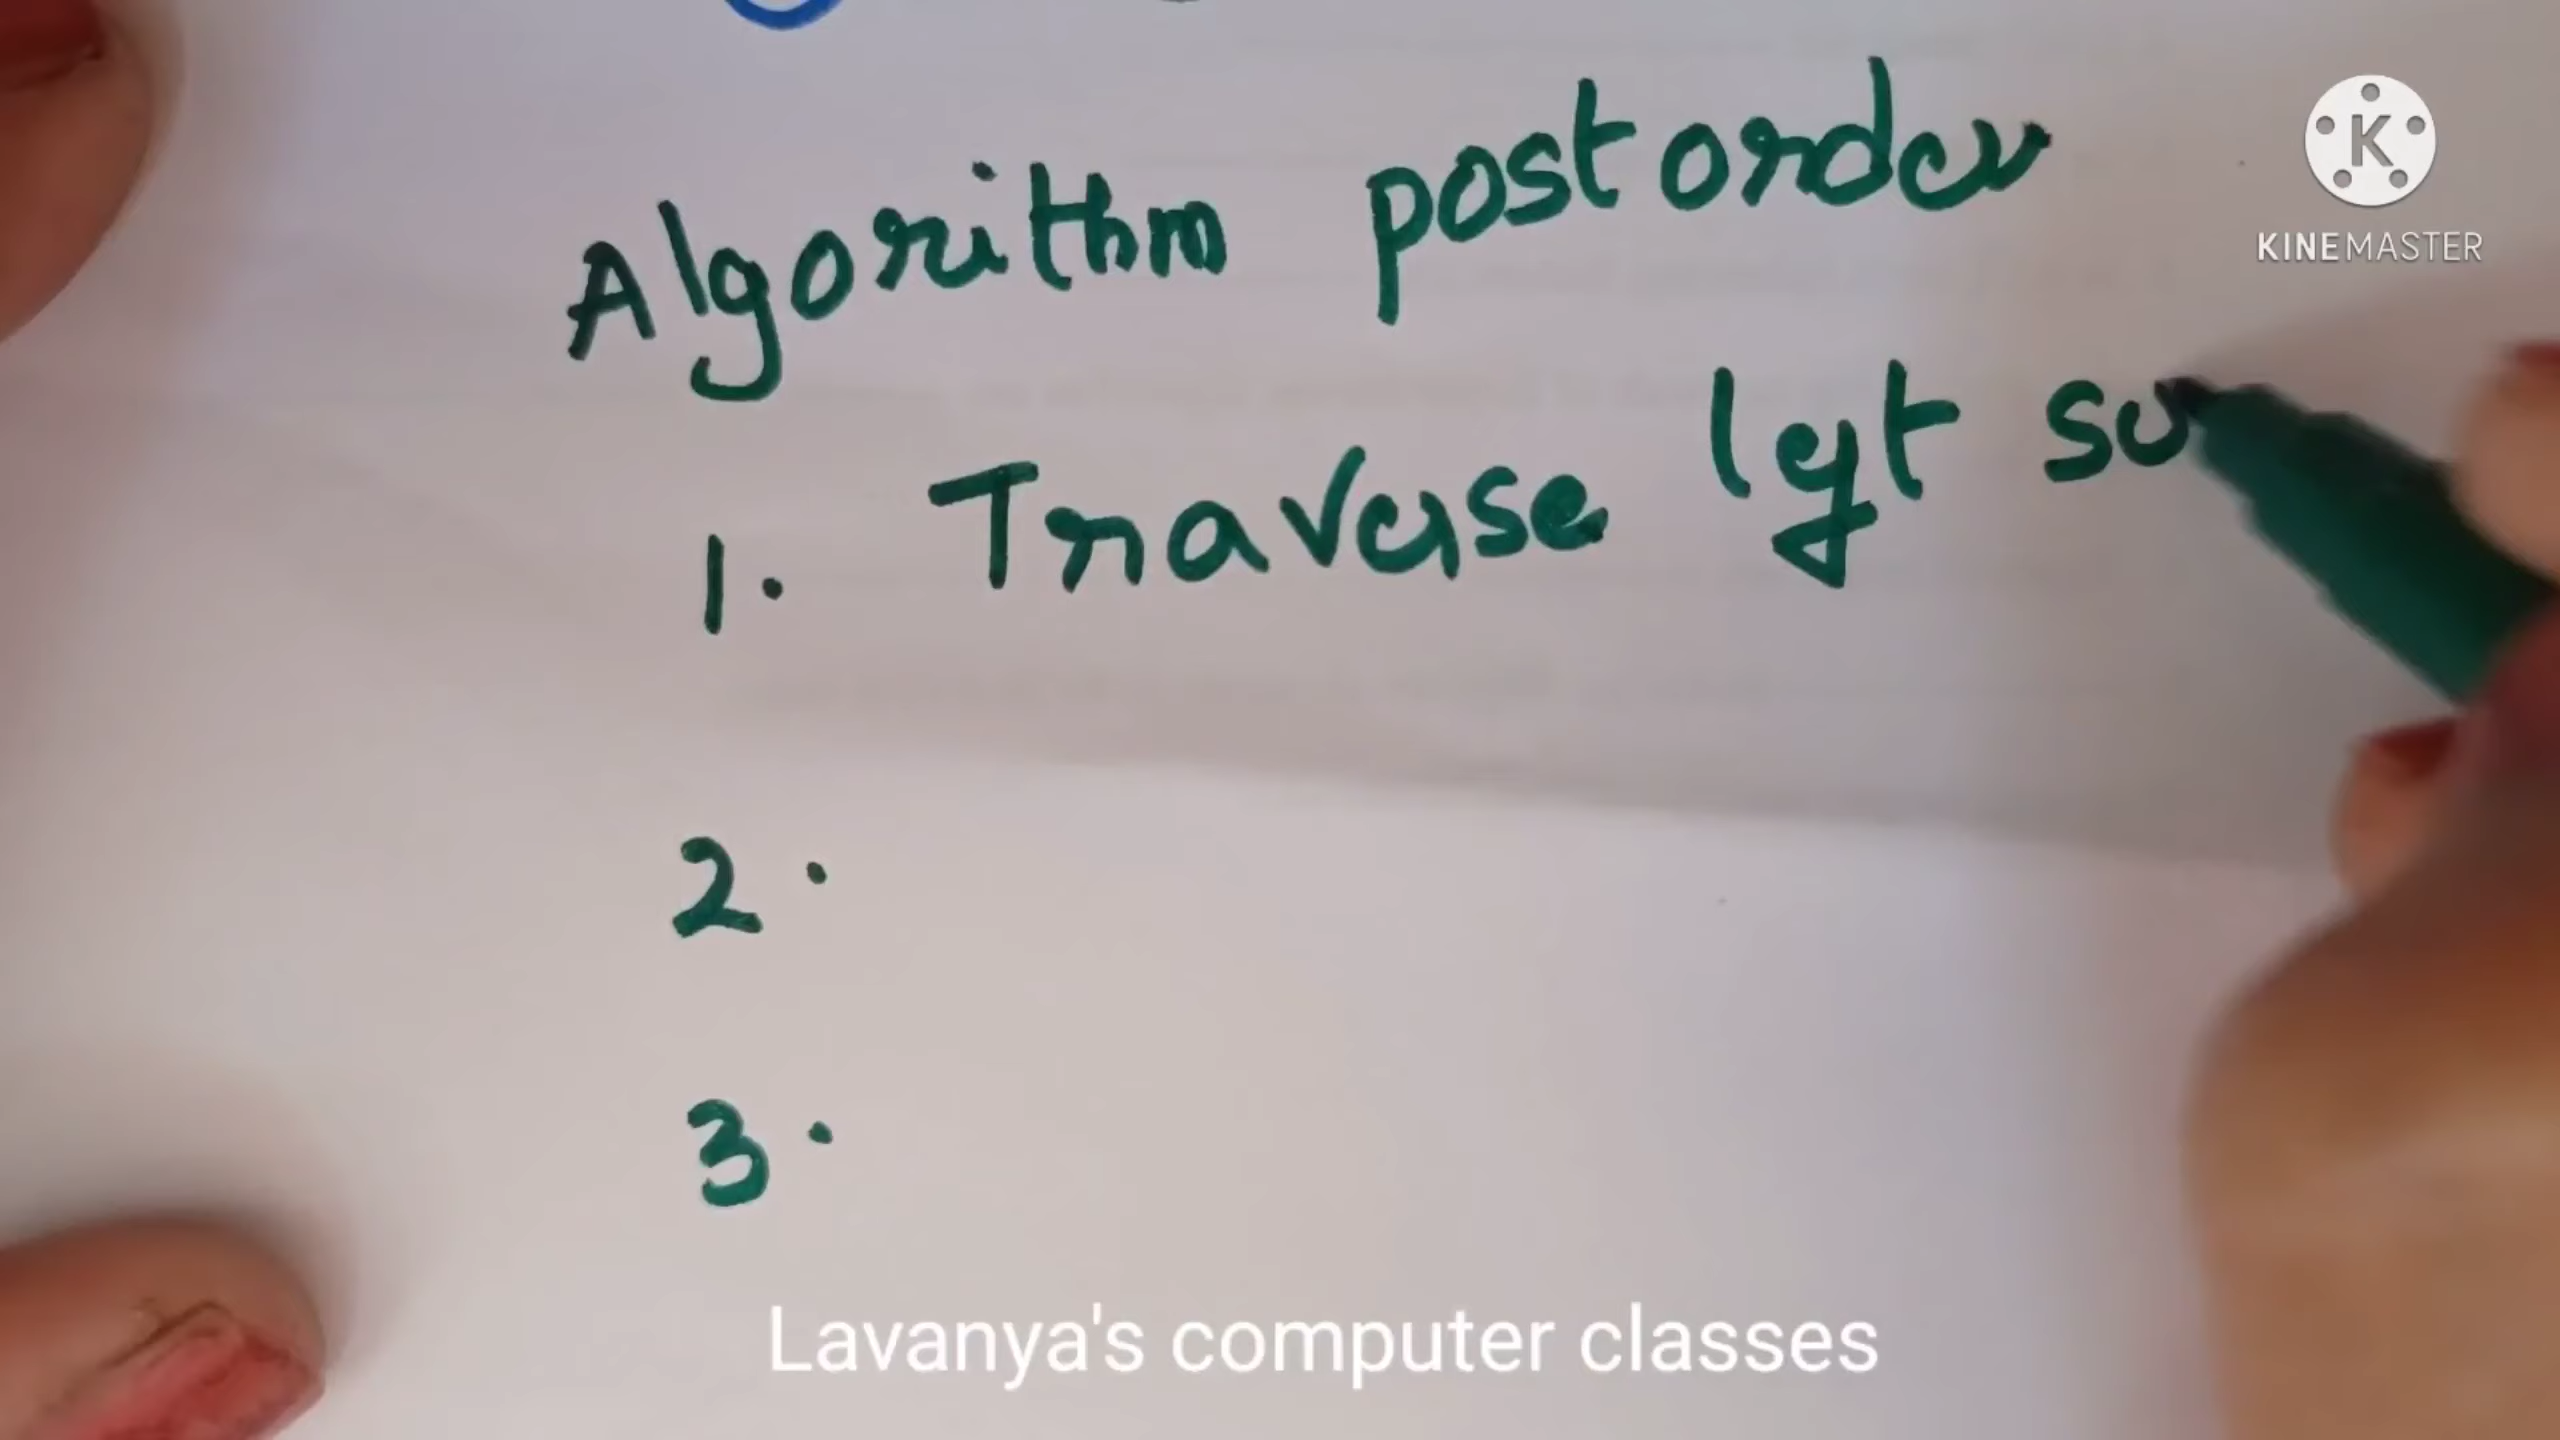 Algorithm postorder
K
KINEMASTER
1. Traverse left su
2.
3.
Lavanya's computer classes